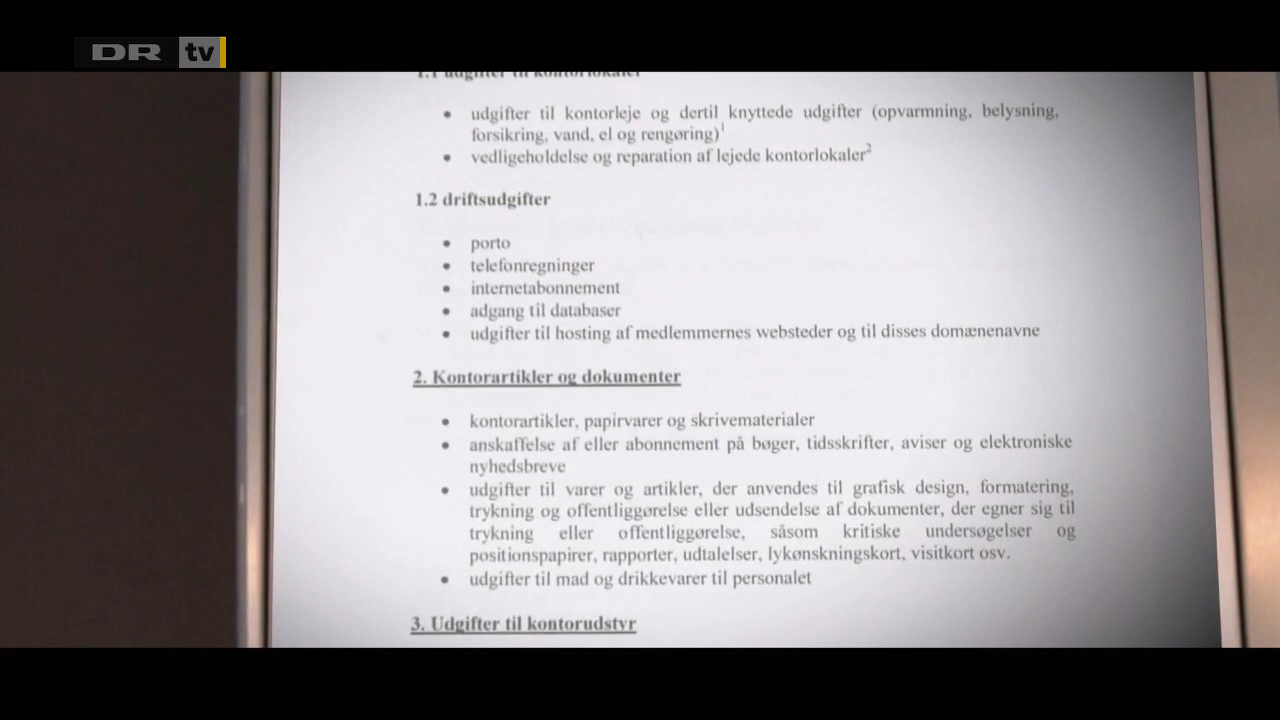 DR tv
1.1 udgifter til kontorlokaler
• udgifter til kontorleje og dertil knyttede udgifter (opvarmning, belysning,
forsikring, vand, el og rengøring)¹
• vedligeholdelse og reparation af lejede kontorlokaler²
1.2 driftsudgifter
• porto
• telefonregninger
• internetabonnement
• adgang til databaser
• udgifter til hosting af medlemmernes websteder og til disses domænenavne
2. Kontorartikler og dokumenter
• kontorartikler, papirvarer og skrivematerialer
• anskaffelse af eller abonnement på bøger, tidsskrifter, aviser og elektroniske
nyhedsbreve
• udgifter til varer og artikler, der anvendes til grafisk design, formatering,
trykning og offentliggørelse eller udsendelse af dokumenter, der egner sig til
trykning eller offentliggørelse, såsom kritiske undersøgelser og
positionspapirer, rapporter, udtalelser, lykønskningskort, visitkort osv.
• udgifter til mad og drikkevarer til personalet
3. Udgifter til kontorudstyr